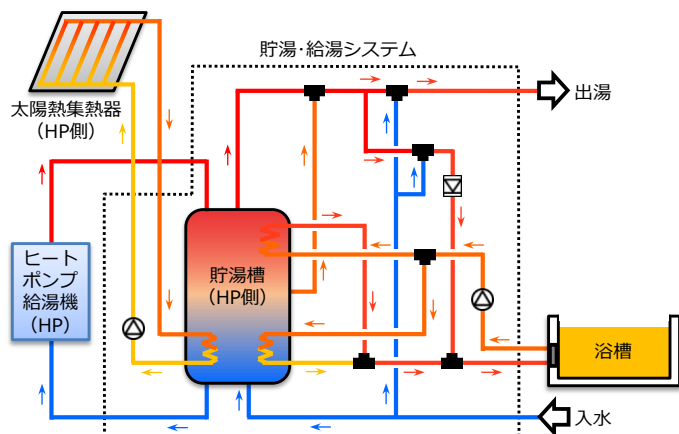 貯湯・給湯システム
太陽熱集熱器
（HP側）
出湯
ヒート
ポンプ
給湯機
（HP）
貯湯槽
（HP側）
浴槽
入水